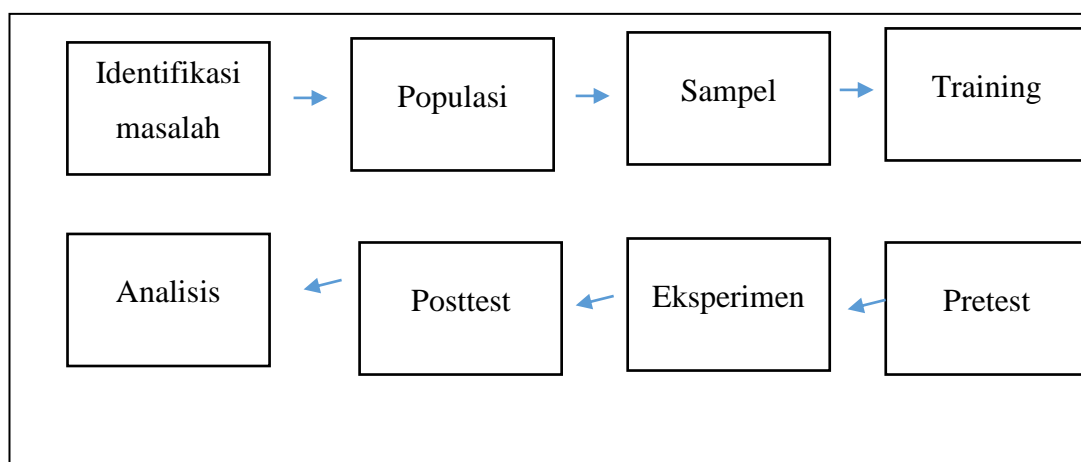 Identifikasi
masalah
Populasi
Sampel
Training
Analisis
Posttest
Eksperimen
Pretest